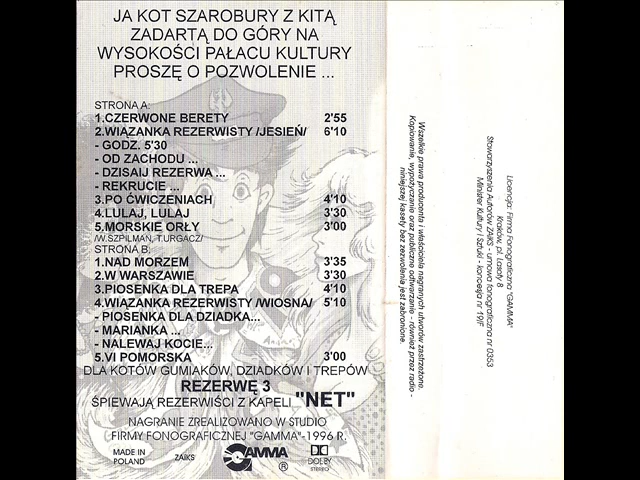 JA KOT SZAROBURY Z KITĄ
ZADARTĄ DO GÓRY NA
WYSOKOŚCI PAŁACU KULTURY
PROSZĘ O POZWOLENIE ...
STRONA A:
1.CZERWONE BERETY 2'55
2.WIĄZANKA REZERWISTY /JESIEŃ/ 6'10
- GODZ. 5'30
- OD ZACHODU ...
- DZISAIJ REZERWA ...
- REKRUCIE ...
3.PO ĆWICZENIACH 4'10
4.LULAJ, LULAJ 3'30
5.MORSKIE ORŁY 3'00
/W.SZPILMAN, T.URGACZ/
STRONA B:
1.NAD MORZEM 3'35
2.W WARSZAWIE 3'30
3.PIOSENKA DLA TREPA 4'10
4.WIĄZANKA REZERWISTY /WIOSNA/ 5'10
- PIOSENKA DLA DZIADKA...
- MARIANKA ...
- NALEWAJ KOCIE...
5.VI POMORSKA 3'00
DLA KOTÓW GUMIAKÓW, DZIADKÓW I TREPÓW
REZERWĘ 3
ŚPIEWAJĄ REZERWIŚCI Z KAPELI "NET"
NAGRANIE ZREALIZOWANO W STUDIO
FIRMY FONOGRAFICZNEJ "GAMMA"-1996 R.
MADE IN
POLAND
ZAIKS
GAMMA
®
DOLBY
STEREO
Wszelkie prawa producenta i właściciela nagranych utworów zastrzeżone.
Kopiowanie, wypożyczanie oraz publiczne odtwarzanie - również przez radio -
niniejszej kasety bez zezwolenia jest zabronione.
Licencja: Firma Fonograficzna "GAMMA"
Kraków, pl. Lasoty 8
Stowarzyszenia Autorów ZAIKS - umowa fonograficzna nr 0353
Minister Kultury i Sztuki - koncesja nr 19/F